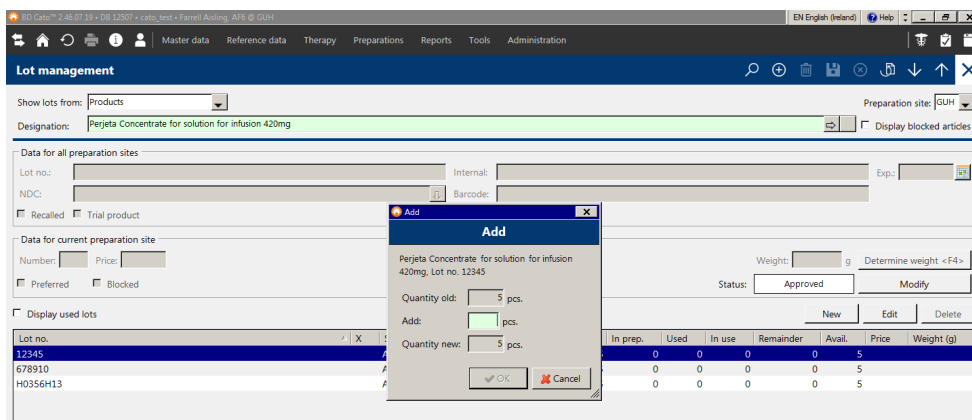 BD Cato™ 2.46.07.19 • DB 12507 • cato_test • Farrell Aisling, AF6 @ GUH EN English (Ireland) Help
Master data Reference data Therapy Preparations Reports Tools Administration
Lot management
Show lots from: Products Preparation site: GUH
Designation: Perjeta Concentrate for solution for infusion 420mg Display blocked articles
Data for all preparation sites
Lot no.: Internal: Exp.:
NDC: Barcode:
Recalled Trial product
Data for current preparation site
Number: Price: Weight: g Determine weight <F4>
Preferred Blocked Status: Approved Modify
Display used lots New Edit Delete
Add
Add
Perjeta Concentrate for solution for infusion
420mg, Lot no. 12345
Quantity old: 5 pcs.
Add: pcs.
Quantity new: 5 pcs.
OK Cancel
Lot no. X In prep. Used In use Remainder Avail. Price Weight (g)
12345 0 0 0 0 5
678910 0 0 0 0 5
H0356H13 0 0 0 0 5